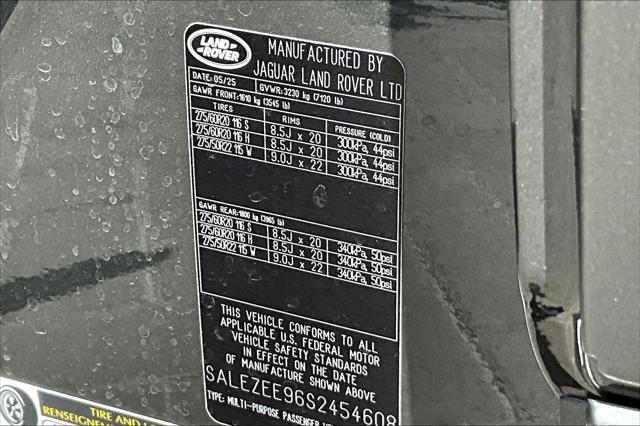 LAND ROVER
MANUFACTURED BY
JAGUAR LAND ROVER LTD
DATE: 05/25 GVWR: 3230 kg (7120 lb)
GAWR FRONT: 1610 kg (3545 lb)
TIRES RIMS PRESSURE (COLD)
275/60R20 116 S 8.5J x 20 300kPa, 44psi
275/60R20 116 H 8.5J x 20 300kPa, 44psi
275/50R22 115 W 9.0J x 22 300kPa, 44psi
GAWR REAR: 1800 kg (3965 lb)
275/60R20 116 S 8.5J x 20 340kPa, 50psi
275/60R20 116 H 8.5J x 20 340kPa, 50psi
275/50R22 115 W 9.0J x 22 340kPa, 50psi
THIS VEHICLE CONFORMS TO ALL
APPLICABLE U.S. FEDERAL MOTOR
VEHICLE SAFETY STANDARDS
IN EFFECT ON THE DATE
OF MANUFACTURE SHOWN ABOVE
SALEZEE96S2454608
TYPE: MULTI-PURPOSE PASSENGER
TIRE AND
RENSEIGNEMENTS